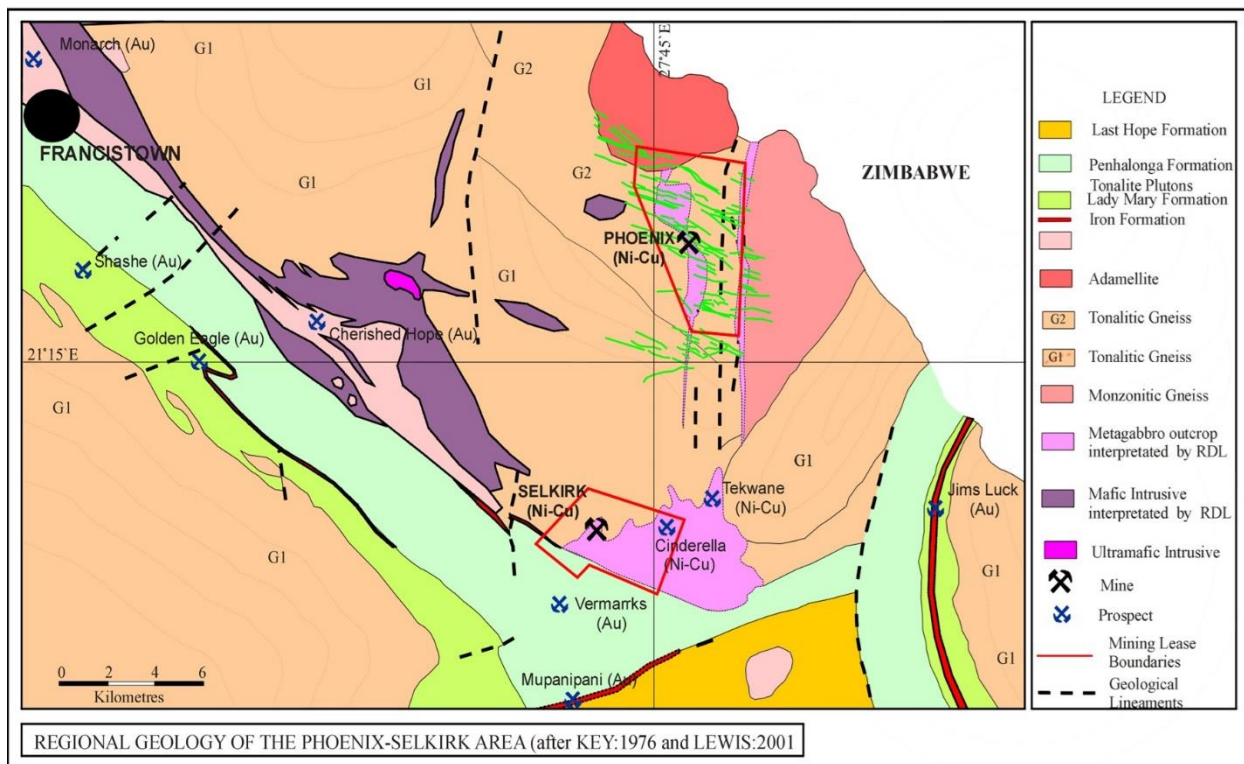 Monarch (Au)
G1
G1
G2
27°45`E
FRANCISTOWN
G1
G2
ZIMBABWE
PHOENIX
(Ni-Cu)
Shashe (Au)
G1
Cherished Hope (Au)
Golden Eagle (Au)
21°15`E
G1
G1
SELKIRK
(Ni-Cu)
Tekwane
(Ni-Cu)
Jims Luck
(Au)
Cinderella
(Ni-Cu)
G1
G1
Vermarrks
(Au)
Mupanipani (Au)
0 2 4 6
Kilometres
LEGEND
Last Hope Formation
Penhalonga Formation
Tonalite Plutons
Lady Mary Formation
Iron Formation
Adamellite
G2 Tonalitic Gneiss
G1 Tonalitic Gneiss
Monzonitic Gneiss
Metagabbro outcrop
interpretated by RDL
Mafic Intrusive
interpretated by RDL
Ultramafic Intrusive
Mine
Prospect
Mining Lease
Boundaries
Geological
Lineaments
REGIONAL GEOLOGY OF THE PHOENIX-SELKIRK AREA (after KEY:1976 and LEWIS:2001